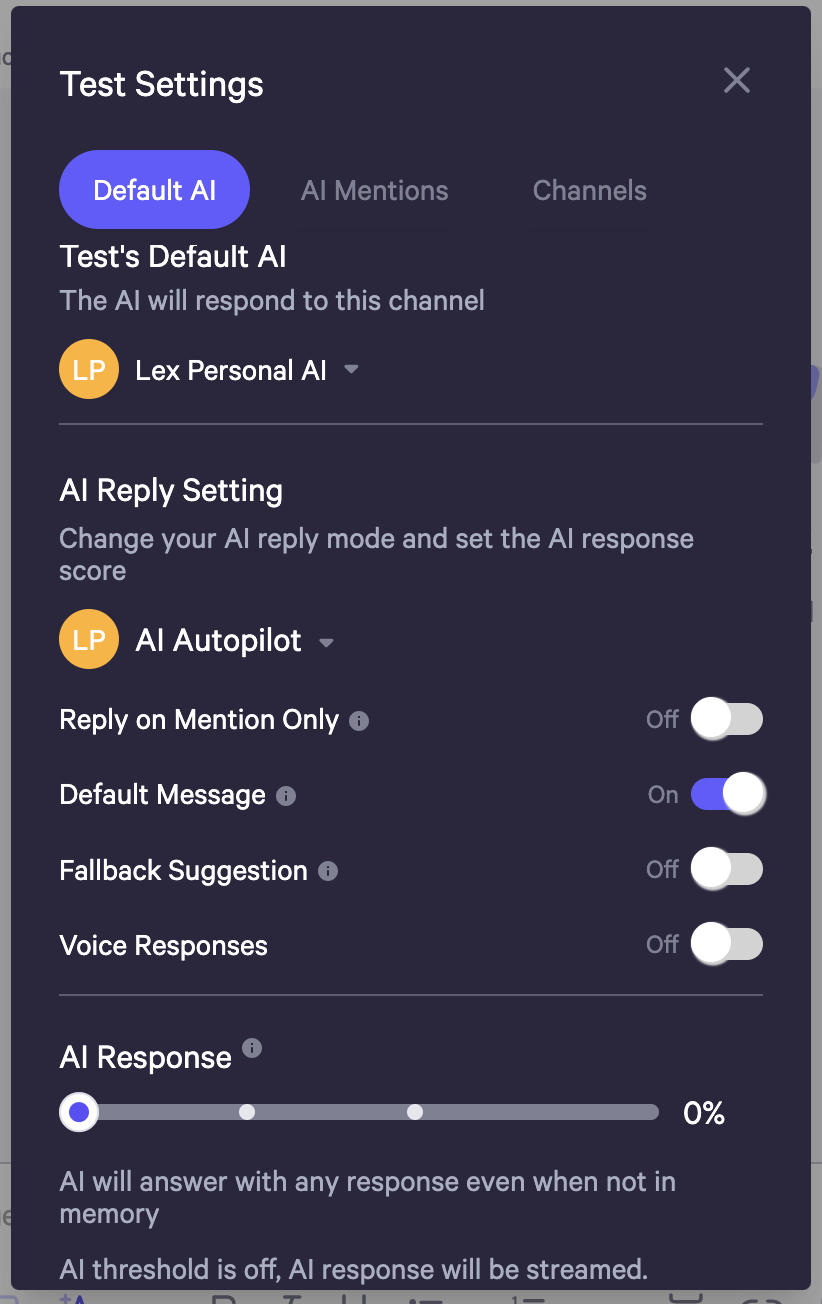 Test Settings
Default AI
AI Mentions
Channels
Test's Default AI
The AI will respond to this channel
LP
Lex Personal AI
AI Reply Setting
Change your AI reply mode and set the AI response
score
LP
AI Autopilot
Reply on Mention Only
Off
Default Message
On
Fallback Suggestion
Off
Voice Responses
Off
AI Response
0%
AI will answer with any response even when not in
memory
AI threshold is off, AI response will be streamed.